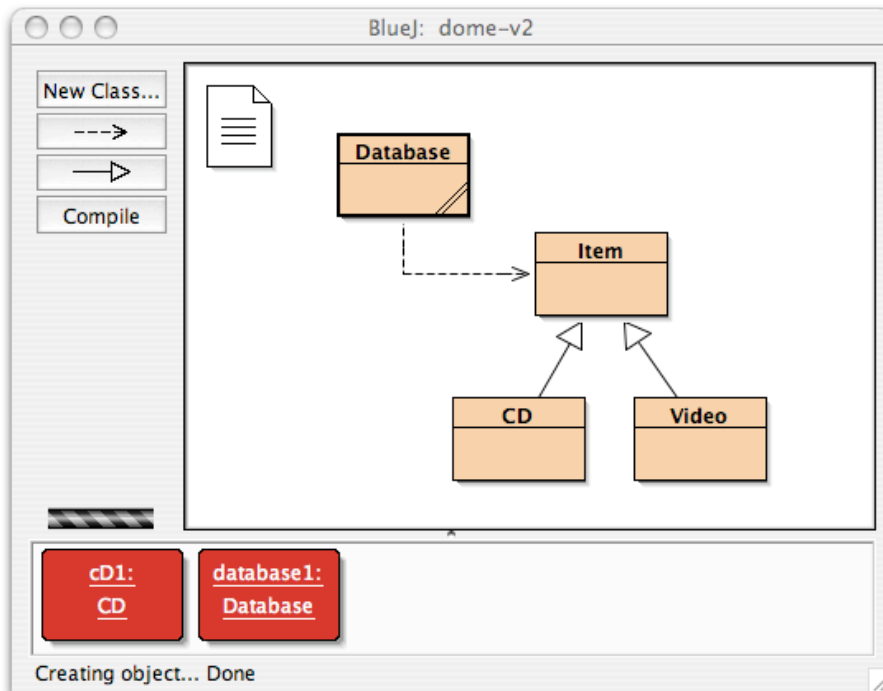 BlueJ: dome-v2
New Class...
Compile
Database
Item
CD
Video
cD1:
CD
database1:
Database
Creating object... Done